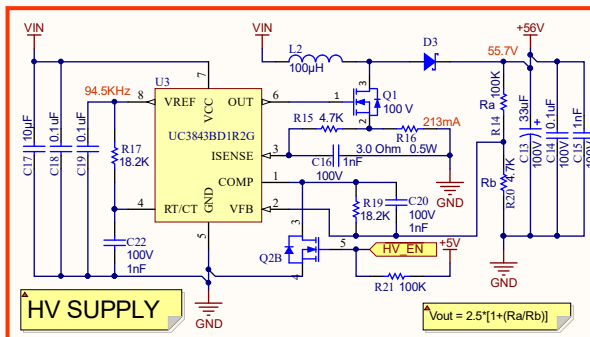 VIN
VIN
+56V
L2
100µH
D3
55.7V
94.5KHz
U3
7
VCC
8
VREF
OUT
6
1
3
2
Q1
100 V
R15
4.7K
213mA
R16
3.0 Ohm 0.5W
C17
10µF
C18
0.1uF
C19
0.1uF
R17
18.2K
UC3843BD1R2G
ISENSE
3
C16
1nF
100V
GND
Ra
R14
100K
C13
33uF
+
100V
C14
0.1uF
100V
C15
1nF
100V
COMP
1
4
RT/CT
GND
5
VFB
2
R19
18.2K
C20
100V
1nF
Rb
R20
4.7K
C22
100V
1nF
3
Q2B
4
5
HV_EN
+5V
R21
100K
GND
GND
HV SUPPLY
Vout = 2.5*[1+(Ra/Rb)]